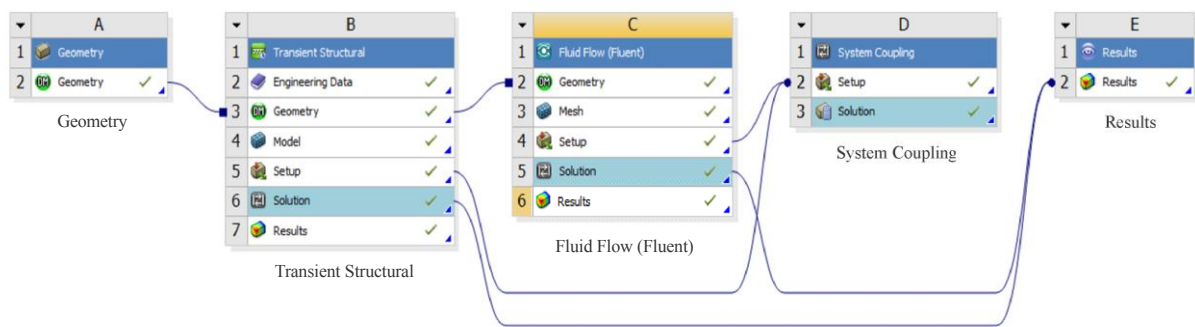 A
1 Geometry
2 Geometry
Geometry
B
1 Transient Structural
2 Engineering Data
3 Geometry
4 Model
5 Setup
6 Solution
7 Results
Transient Structural
C
1 Fluid Flow (Fluent)
2 Geometry
3 Mesh
4 Setup
5 Solution
6 Results
Fluid Flow (Fluent)
D
1 System Coupling
2 Setup
3 Solution
System Coupling
E
1 Results
2 Results
Results